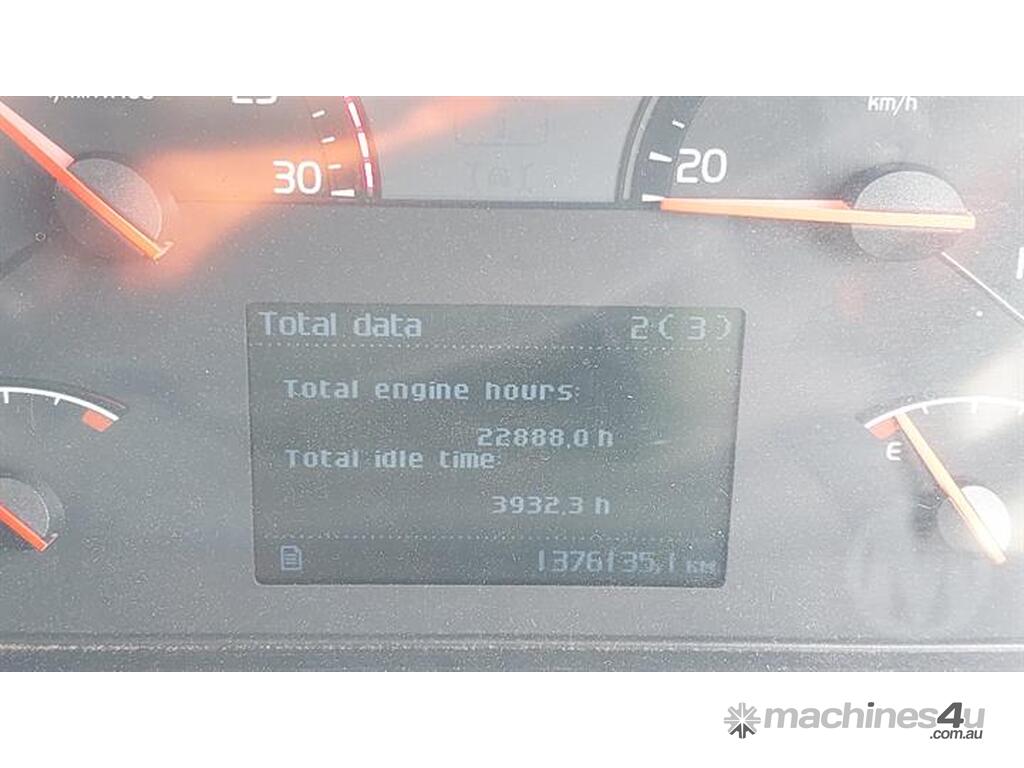 25
km/h
30
20
Total data 2(3)
Total engine hours:
22888,0 h
Total idle time:
3932,3 h
1376135,1 KM
E
machines4u
.com.au